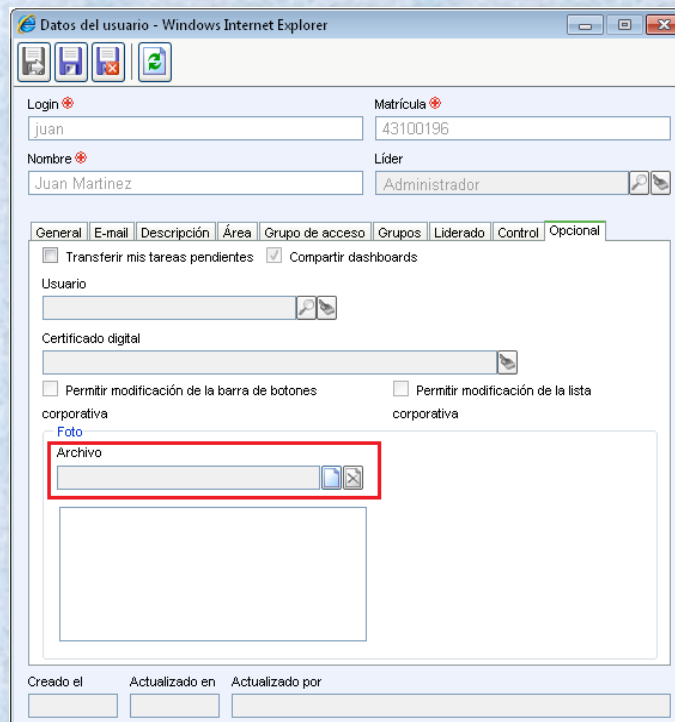 Datos del usuario - Windows Internet Explorer
Login Matrícula
juan 43100196
Nombre Líder
Juan Martinez Administrador
General E-mail Descripción Área Grupo de acceso Grupos Liderado Control Opcional
Transferir mis tareas pendientes Compartir dashboards
Usuario
Certificado digital
Permitir modificación de la barra de botones Permitir modificación de la lista
corporativa corporativa
Foto
Archivo
Creado el Actualizado en Actualizado por